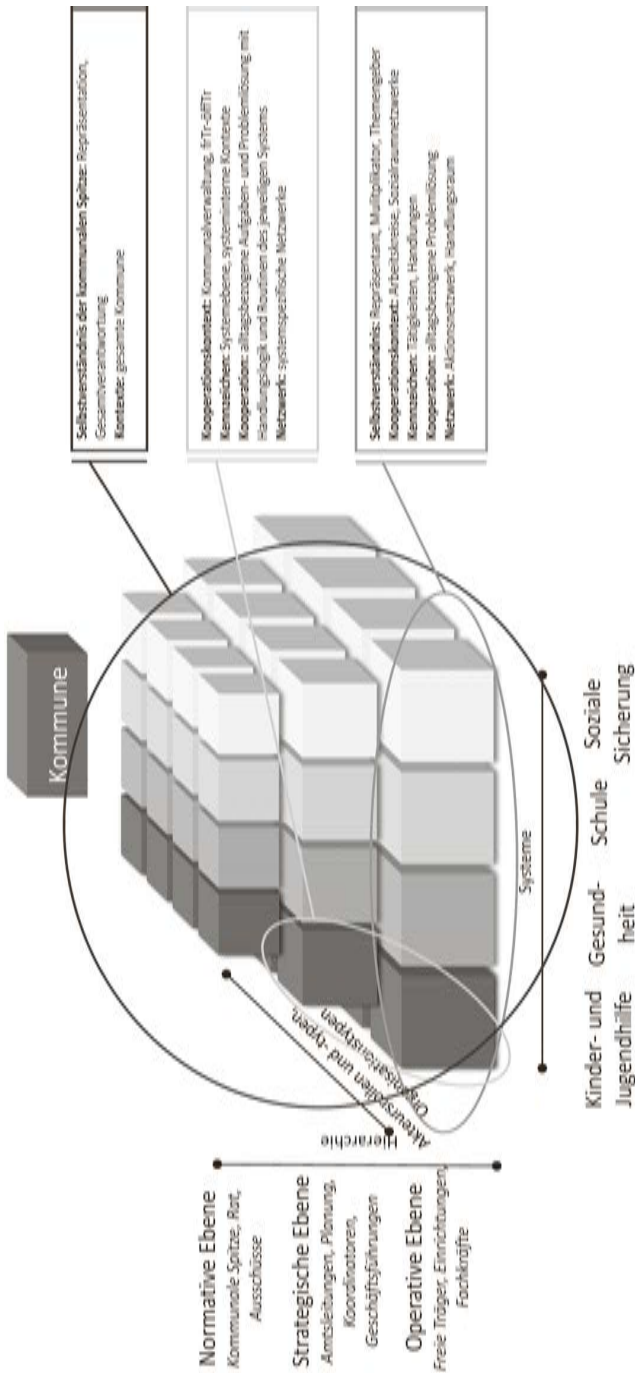 Kommune
Selbstverständnis der kommunalen Spitze: Repräsentation,
Gesamtverantwortung
Kontexte: gesamte Kommune
Kooperationskontext: Kommunalverwaltung, frTr-öffTr
Kennzeichen: Systemebene, systeminterne Kontexte
Kooperation: alltagsbezogene Aufgaben- und Problemlösung mit
Handlungslogik und Routinen des jeweiligen Systems
Netzwerk: systemspezifische Netzwerke
Selbstverständnis: Repräsentant, Multiplikator, Themengeber
Kooperationskontext: Arbeitskreise, Sozialraumnetzwerke
Kennzeichen: Tätigkeiten, Handlungen
Kooperation: alltagsbezogene Problemlösung
Netzwerk: Aktionsnetzwerk, Handlungsraum
Normative Ebene
Kommunale Spitze, Rat,
Ausschüsse
Strategische Ebene
Amtsleitungen, Planung,
Koordinatoren,
Geschäftsführungen
Operative Ebene
Freie Träger, Einrichtungen,
Fachkräfte
Hierarchie
Akteursrollen und -typen,
Organisationstypen
Systeme
Kinder- und
Jugendhilfe
Gesund-
heit
Schule
Soziale
Sicherung